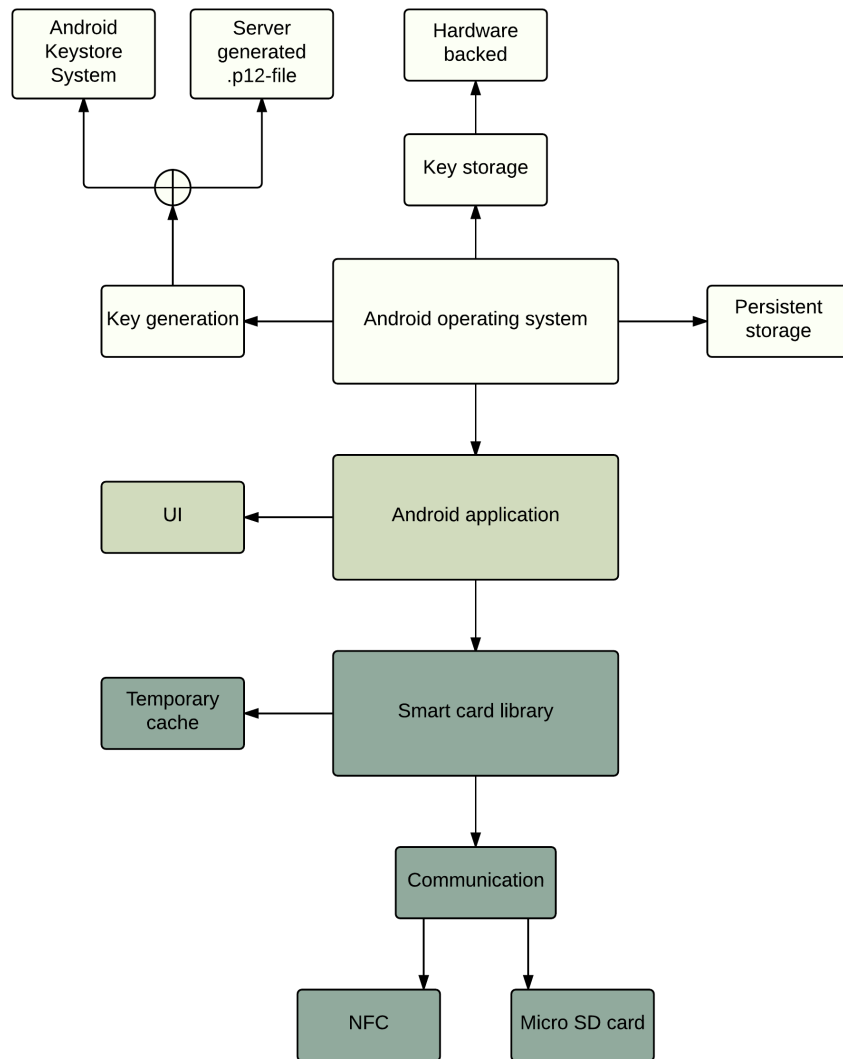 Android
Keystore
System
Server
generated
.p12-file
Hardware
backed
Key storage
Key generation
Android operating system
Persistent
storage
UI
Android application
Temporary
cache
Smart card library
Communication
NFC
Micro SD card